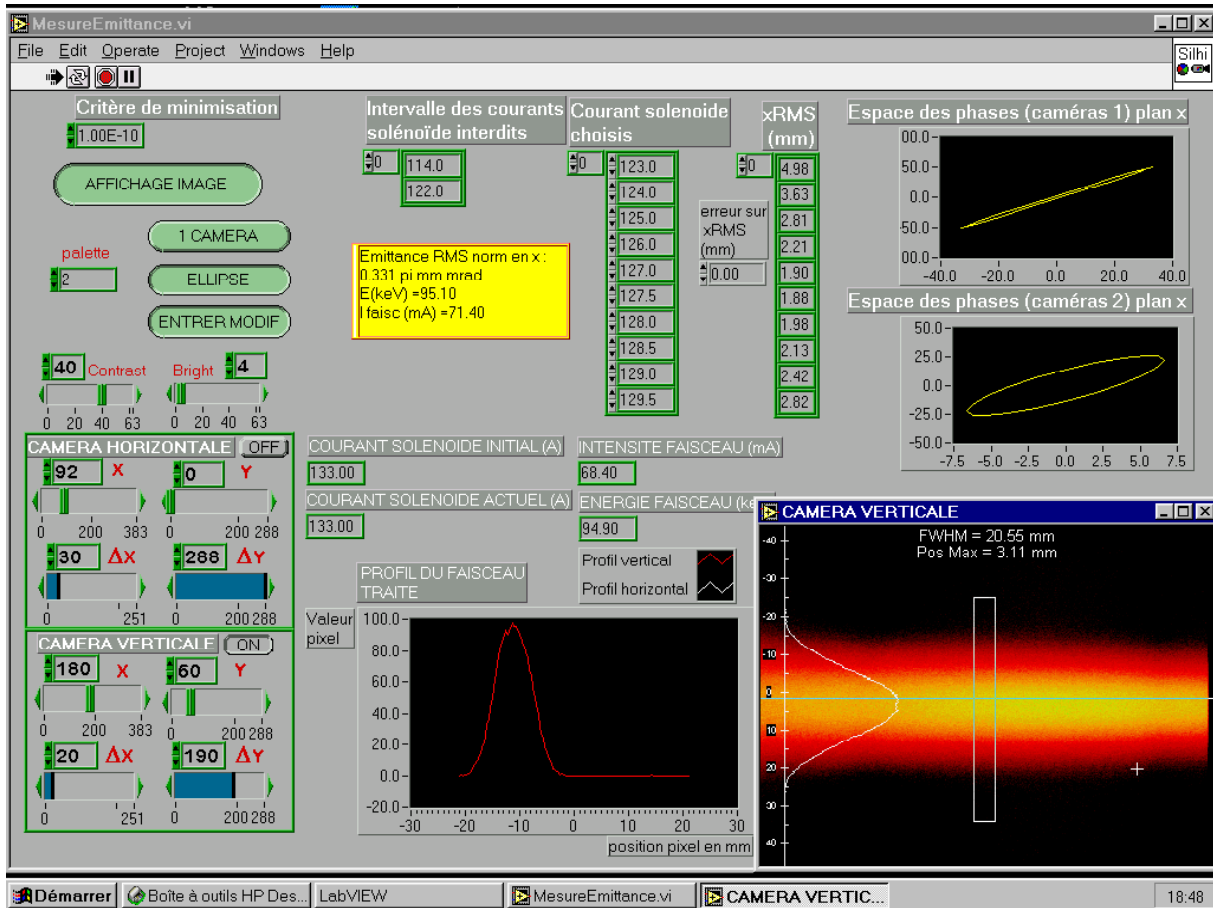 MesureEmittance.vi
File Edit Operate Project Windows Help
Silhi
Critère de minimisation
1.00E-10
AFFICHAGE IMAGE
1 CAMERA
palette
2
ELLIPSE
ENTRER MODIF
40 Contrast Bright 4
0 20 40 63 0 20 40 63
Intervalle des courants
solénoïde interdits
0 114.0
122.0
Emittance RMS norm en x :
0.331 pi mm mrad
E(keV) =95.10
I faisc (mA) =71.40
Courant solenoide
choisis
0 123.0
124.0
125.0
126.0
127.0
127.5
128.0
128.5
129.0
129.5
erreur sur
xRMS
(mm)
0.00
xRMS
(mm)
0 4.98
3.63
2.81
2.21
1.90
1.88
1.98
2.13
2.42
2.82
Espace des phases (caméras 1) plan x
00.0
50.0
0.0
50.0
00.0
-40.0 -20.0 0.0 20.0 40.0
Espace des phases (caméras 2) plan x
50.0
25.0
0.0
-25.0
-50.0
-7.5 -5.0 -2.5 0.0 2.5 5.0 7.5
CAMERA HORIZONTALE OFF
92 X 0 Y
0 200 383 0 200 288
30 ΔX 288 ΔY
0 251 0 200 288
CAMERA VERTICALE ON
180 X 60 Y
0 200 383 0 200 288
20 ΔX 190 ΔY
0 251 0 200 288
COURANT SOLENOIDE INITIAL (A)
133.00
COURANT SOLENOIDE ACTUEL (A)
133.00
INTENSITE FAISCEAU (mA)
68.40
ENERGIE FAISCEAU (ke
94.90
Profil vertical
Profil horizontal
PROFIL DU FAISCEAU
TRAITE
Valeur
pixel
100.0
80.0
60.0
40.0
20.0
0.0
-20.0
-30 -20 -10 0 10 20 30
position pixel en mm
CAMERA VERTICALE
FWHM = 20.55 mm
Pos Max = 3.11 mm
-40
-30
-20
-10
0
10
20
30
40
Démarrer Boîte à outils HP Des... LabVIEW MesureEmittance.vi CAMERA VERTIC... 18:48